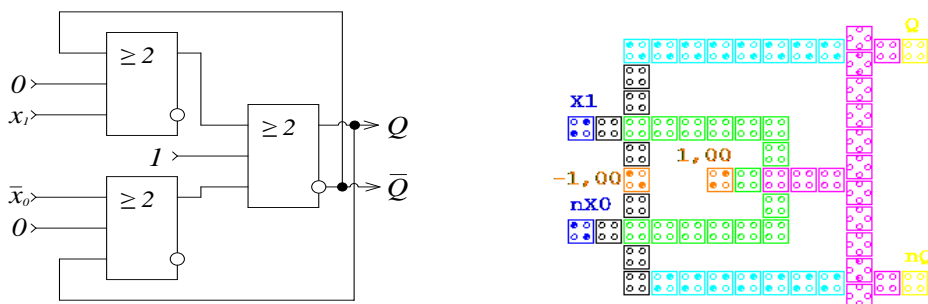 ≥ 2
0
x₁
≥ 2
1
Q
Q̅
x̅₀
≥ 2
0
Q
X1
1,00
-1,00
nX0
nQ